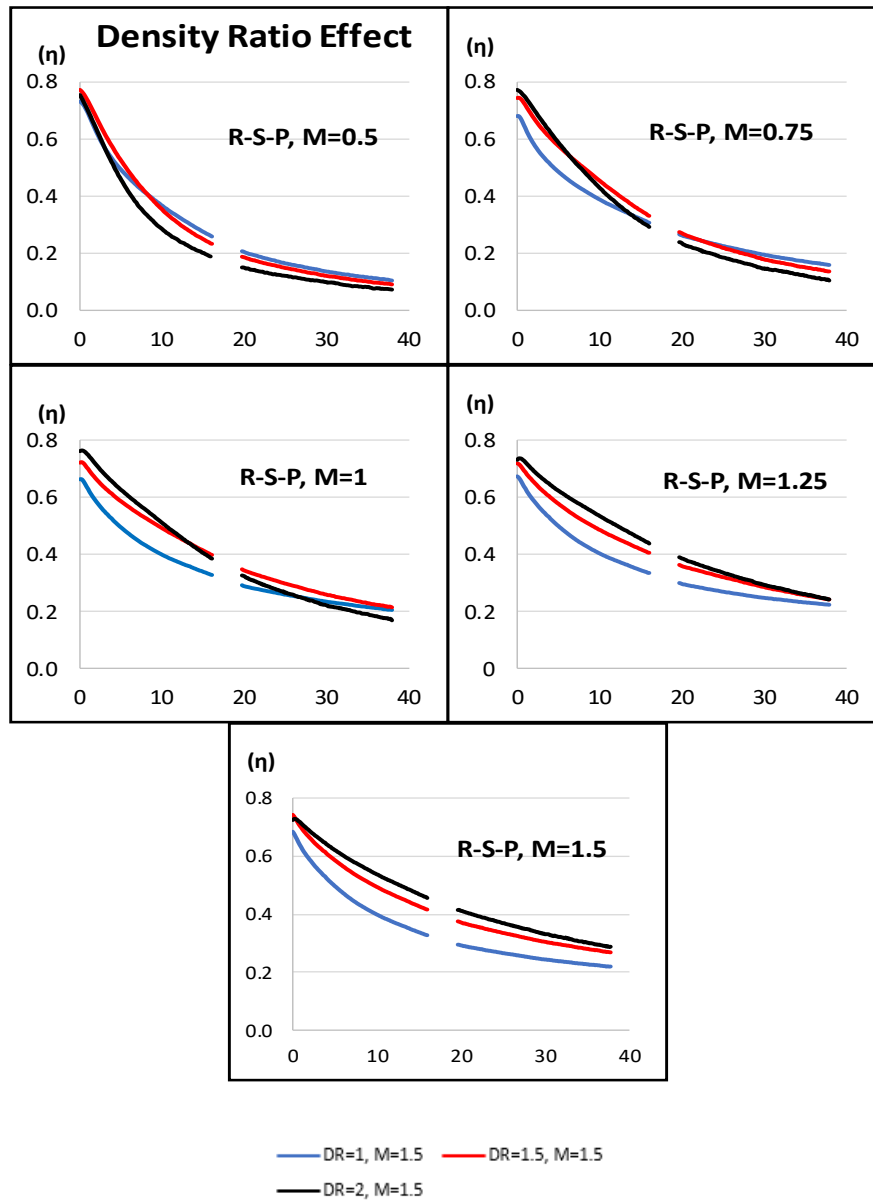 Density Ratio Effect
(η)
0.8
0.6
0.4
0.2
0.0
R-S-P, M=0.5
0 10 20 30 40
(η)
0.8
0.6
0.4
0.2
0.0
R-S-P, M=0.75
0 10 20 30 40
(η)
0.8
0.6
0.4
0.2
0.0
R-S-P, M=1
0 10 20 30 40
(η)
0.8
0.6
0.4
0.2
0
R-S-P, M=1.25
0 10 20 30 40
(η)
0.8
0.6
0.4
0.2
0.0
R-S-P, M=1.5
0 10 20 30 40
DR=1, M=1.5 DR=1.5, M=1.5
DR=2, M=1.5